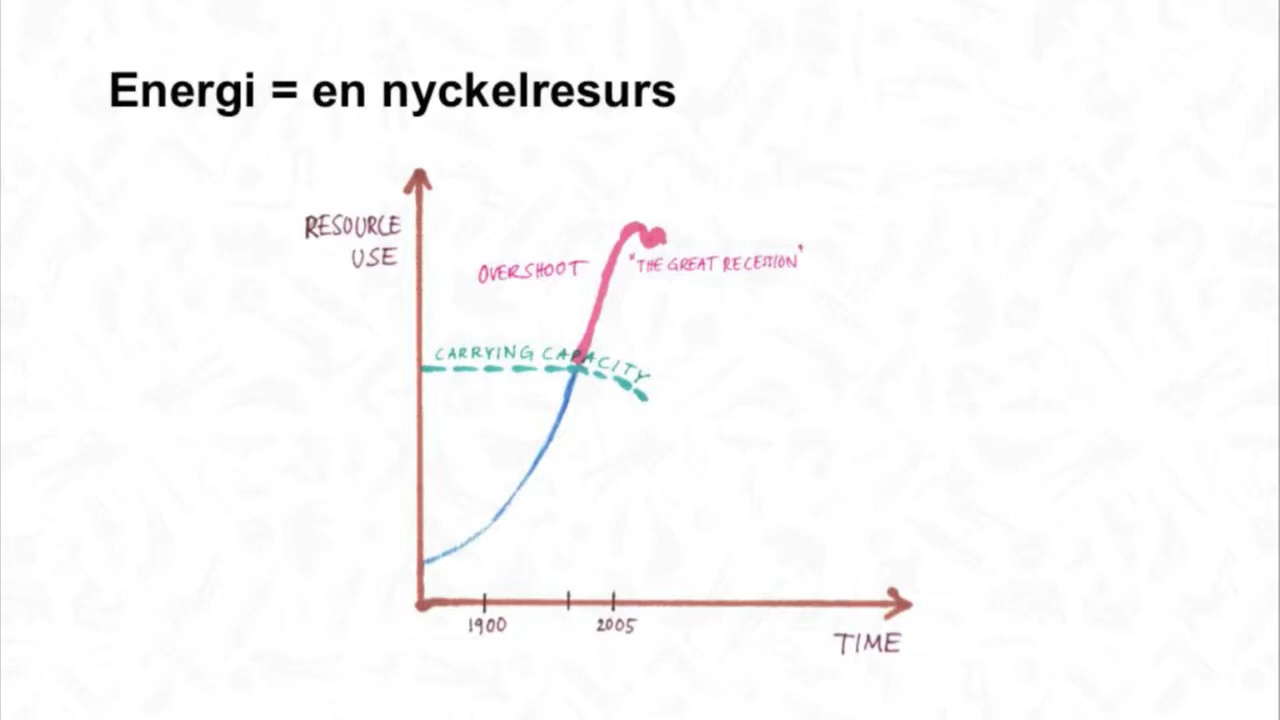 Energi = en nyckelresurs
RESOURCE
USE
OVERSHOOT
"THE GREAT RECESSION"
CARRYING CAPACITY
1900
2005
TIME